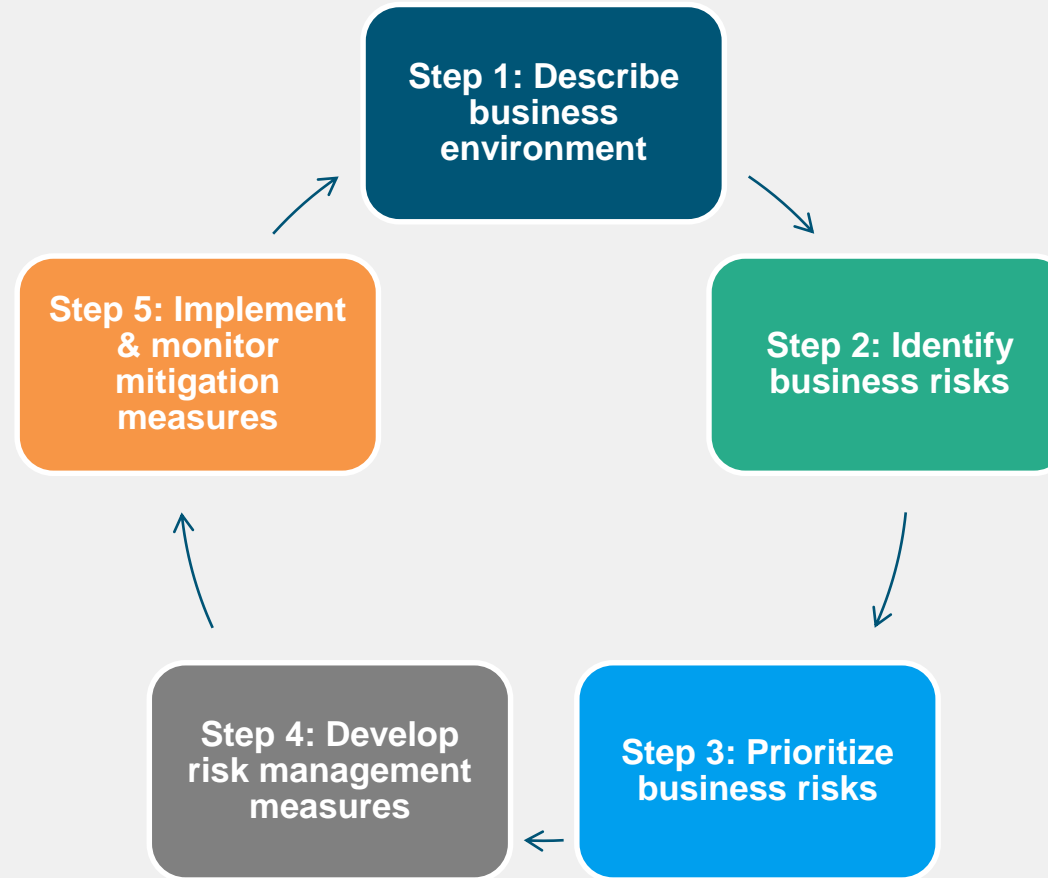 Step 1: Describe
business
environment
Step 2: Identify
business risks
Step 3: Prioritize
business risks
Step 4: Develop
risk management
measures
Step 5: Implement
& monitor
mitigation
measures